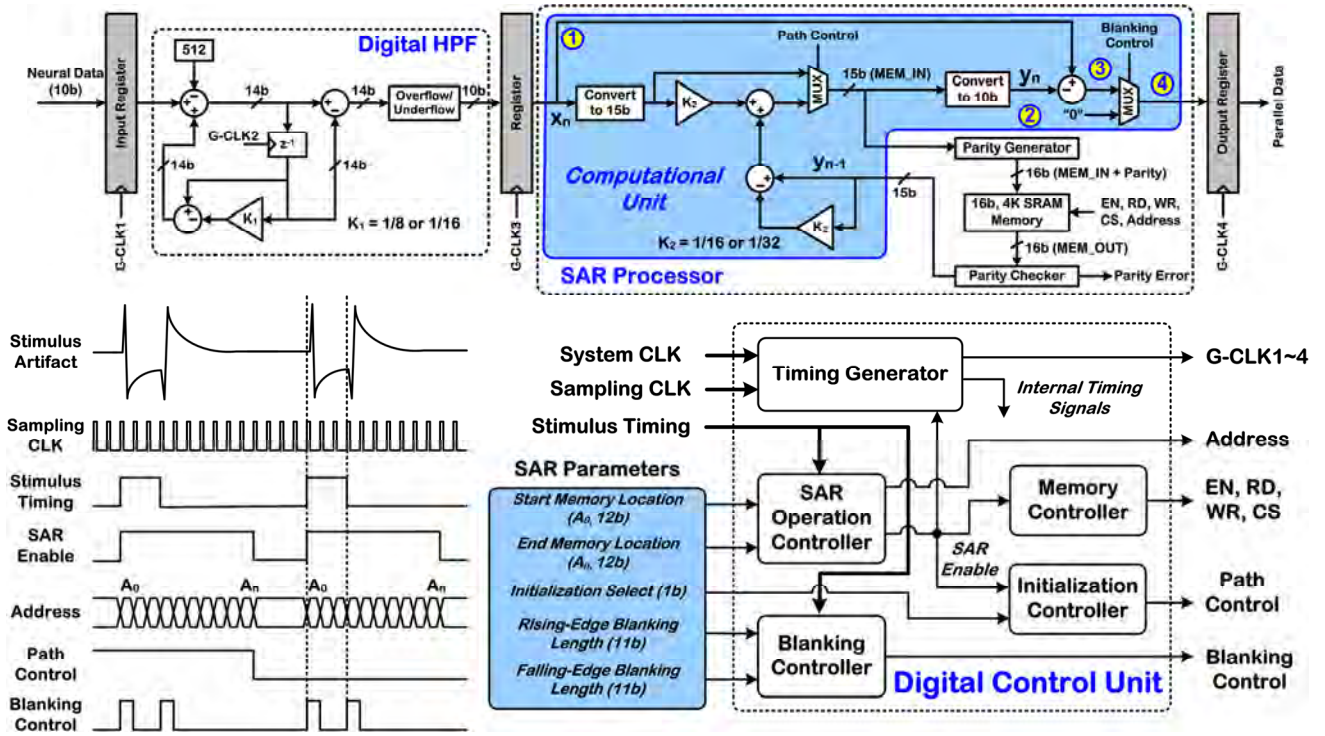 Neural Data
(10b)
Input Register
G-CLK1
512
Digital HPF
14b
14b
Overflow/
Underflow
10b
G-CLK2
z⁻¹
14b
14b
K₁
K₁ = 1/8 or 1/16
Register
G-CLK3
1
Xₙ
Convert
to 15b
K₂
Path Control
MUX
15b (MEM_IN)
Convert
to 10b
yₙ
2
3
"0"
Blanking
Control
MUX
4
Output Register
Parallel Data
G-CLK4
Computational
Unit
yₙ₋₁
15b
K₂
K₂ = 1/16 or 1/32
SAR Processor
Parity Generator
16b (MEM_IN + Parity)
16b, 4K SRAM
Memory
EN, RD, WR,
CS, Address
16b (MEM_OUT)
Parity Checker
Parity Error
Stimulus
Artifact
Sampling
CLK
Stimulus
Timing
SAR
Enable
Address
A₀
Aₙ
A₀
Aₙ
Path
Control
Blanking
Control
System CLK
Sampling CLK
Stimulus Timing
SAR Parameters
Start Memory Location
(A₀, 12b)
End Memory Location
(A₀, 12b)
Initialization Select (1b)
Rising-Edge Blanking
Length (11b)
Falling-Edge Blanking
Length (11b)
Timing Generator
Internal Timing
Signals
SAR
Operation
Controller
SAR
Enable
Memory
Controller
Initialization
Controller
Blanking
Controller
Digital Control Unit
G-CLK1~4
Address
EN, RD,
WR, CS
Path
Control
Blanking
Control